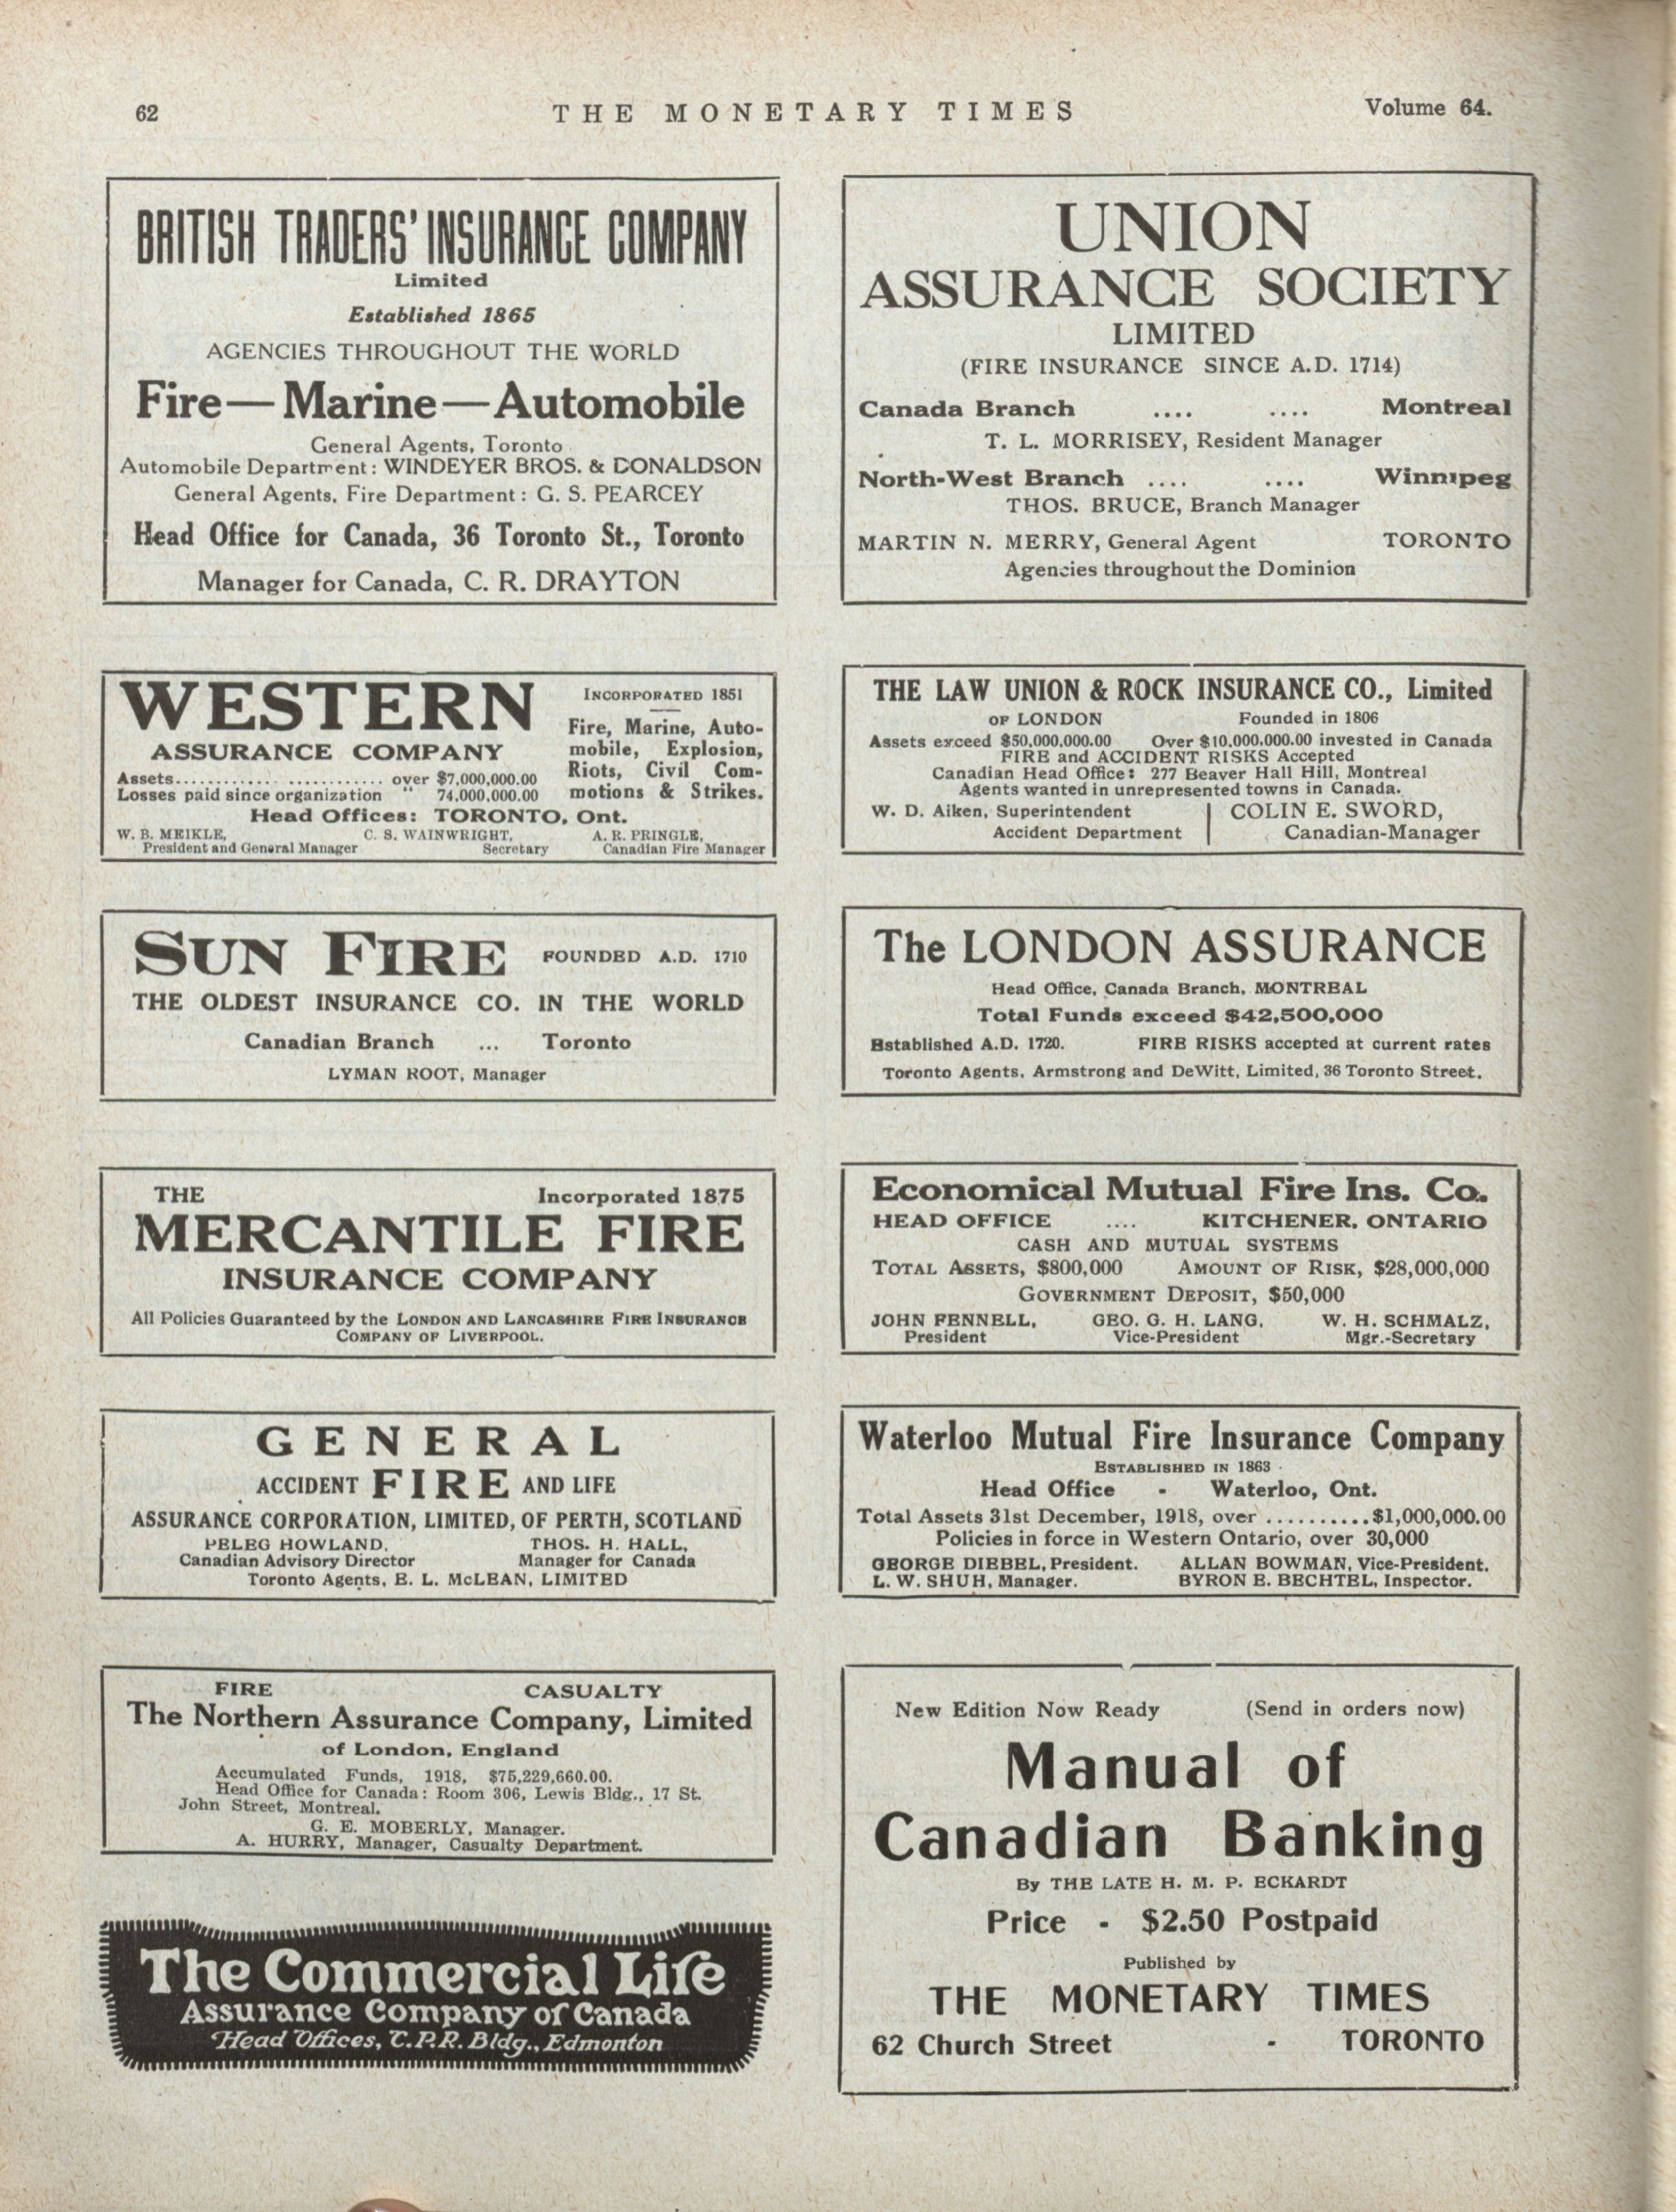 62
THE MONETARY TIMES
Volume 64.
BRITISH TRADERS' INSURANCE COMPANY
Limited
Established 1865
AGENCIES THROUGHOUT THE WORLD
Fire—Marine—Automobile
General Agents, Toronto
Automobile Department: WINDEYER BROS. & DONALDSON
General Agents, Fire Department: G. S. PEARCEY
Head Office for Canada, 36 Toronto St., Toronto
Manager for Canada, C. R. DRAYTON
WESTERN
ASSURANCE COMPANY
INCORPORATED 1851
Fire, Marine, Auto-
mobile, Explosion,
Riots, Civil Com-
motions & Strikes.
Assets........................ over $7,000,000.00
Losses paid since organization " 74,000,000.00
Head Offices: TORONTO, Ont.
W. B. MEIKLE, C. S. WAINWRIGHT, A. R. PRINGLE,
President and General Manager Secretary Canadian Fire Manager
SUN FIRE FOUNDED A.D. 1710
THE OLDEST INSURANCE CO. IN THE WORLD
Canadian Branch ... Toronto
LYMAN ROOT, Manager
THE Incorporated 1875
MERCANTILE FIRE
INSURANCE COMPANY
All Policies Guaranteed by the LONDON AND LANCASHIRE FIRE INSURANCE
COMPANY OF LIVERPOOL.
GENERAL
ACCIDENT FIRE AND LIFE
ASSURANCE CORPORATION, LIMITED, OF PERTH, SCOTLAND
PELEG HOWLAND, THOS. H. HALL,
Canadian Advisory Director Manager for Canada
Toronto Agents, E. L. McLEAN, LIMITED
FIRE CASUALTY
The Northern Assurance Company, Limited
of London, England
Accumulated Funds, 1918, $75,229,660.00.
Head Office for Canada: Room 306, Lewis Bldg., 17 St.
John Street, Montreal.
G. E. MOBERLY, Manager.
A. HURRY, Manager, Casualty Department.
The Commercial Life
Assurance Company of Canada
Head Offices, C.P.R. Bldg., Edmonton
UNION
ASSURANCE SOCIETY
LIMITED
(FIRE INSURANCE SINCE A.D. 1714)
Canada Branch .... .... Montreal
T. L. MORRISEY, Resident Manager
North-West Branch .... .... Winnipeg
THOS. BRUCE, Branch Manager
MARTIN N. MERRY, General Agent TORONTO
Agencies throughout the Dominion
THE LAW UNION & ROCK INSURANCE CO., Limited
OF LONDON Founded in 1806
Assets exceed $50,000,000.00 Over $10,000,000.00 invested in Canada
FIRE and ACCIDENT RISKS Accepted
Canadian Head Office: 277 Beaver Hall Hill, Montreal
Agents wanted in unrepresented towns in Canada.
W. D. Aiken, Superintendent COLIN E. SWORD,
Accident Department Canadian-Manager
The LONDON ASSURANCE
Head Office, Canada Branch, MONTREAL
Total Funds exceed $42,500,000
Established A.D. 1720. FIRE RISKS accepted at current rates
Toronto Agents, Armstrong and DeWitt, Limited, 36 Toronto Street.
Economical Mutual Fire Ins. Co.
HEAD OFFICE .... KITCHENER, ONTARIO
CASH AND MUTUAL SYSTEMS
TOTAL ASSETS, $800,000 AMOUNT OF RISK, $28,000,000
GOVERNMENT DEPOSIT, $50,000
JOHN FENNELL, GEO. G. H. LANG, W. H. SCHMALZ,
President Vice-President Mgr.-Secretary
Waterloo Mutual Fire Insurance Company
ESTABLISHED IN 1863
Head Office - Waterloo, Ont.
Total Assets 31st December, 1918, over ..........$1,000,000.00
Policies in force in Western Ontario, over 30,000
GEORGE DIEBEL, President. ALLAN BOWMAN, Vice-President.
L. W. SHUH, Manager. BYRON E. BECHTEL, Inspector.
New Edition Now Ready (Send in orders now)
Manual of
Canadian Banking
By THE LATE H. M. P. ECKARDT
Price - $2.50 Postpaid
Published by
THE MONETARY TIMES
62 Church Street - TORONTO